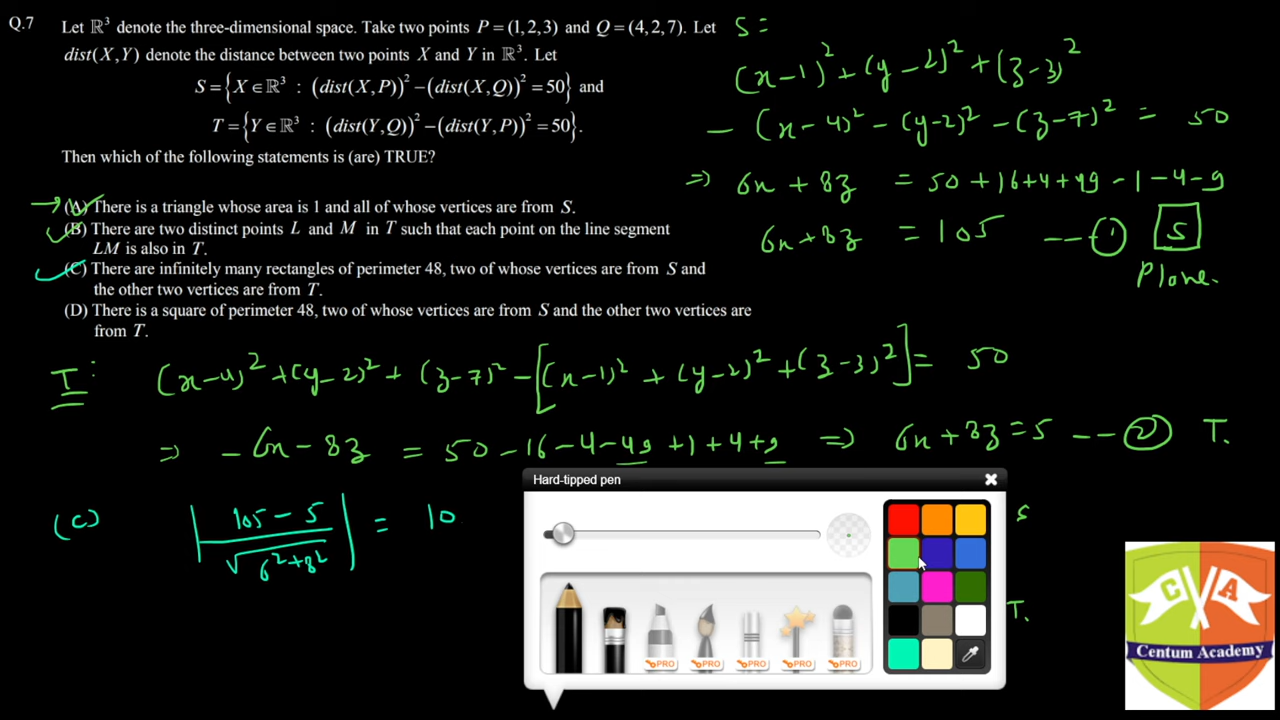 Q.7 Let ℝ³ denote the three-dimensional space. Take two points P = (1, 2, 3) and Q = (4, 2, 7). Let
dist(X,Y) denote the distance between two points X and Y in ℝ³. Let
S = {X ∈ ℝ³ : (dist(X,P))² − (dist(X,Q))² = 50} and
T = {Y ∈ ℝ³ : (dist(Y,Q))² − (dist(Y,P))² = 50}.
Then which of the following statements is (are) TRUE?
(A) There is a triangle whose area is 1 and all of whose vertices are from S.
(B) There are two distinct points L and M in T such that each point on the line segment
LM is also in T.
(C) There are infinitely many rectangles of perimeter 48, two of whose vertices are from S and
the other two vertices are from T.
(D) There is a square of perimeter 48, two of whose vertices are from S and the other two vertices are
from T.
S :
(x−1)² + (y−2)² + (z−3)²
− (x−4)² − (y−2)² − (z−7)² = 50
⇒ 6x + 8z = 50+16+4+49−1−4−9
6x+8z = 105 --- ① S
Plane.
T : (x−4)² + (y−2)² + (z−7)² − [(x−1)² + (y−2)² + (z−3)²] = 50
⇒ −6x − 8z = 50 −16 −4 −49 +1+4+9 ⇒ 6x+8z = 5 --- ② T.
(C) | 105 − 5 / √6²+8² | = 10
Hard-tipped pen
PRO PRO PRO PRO PRO
S
T.
C A
Centum Academy